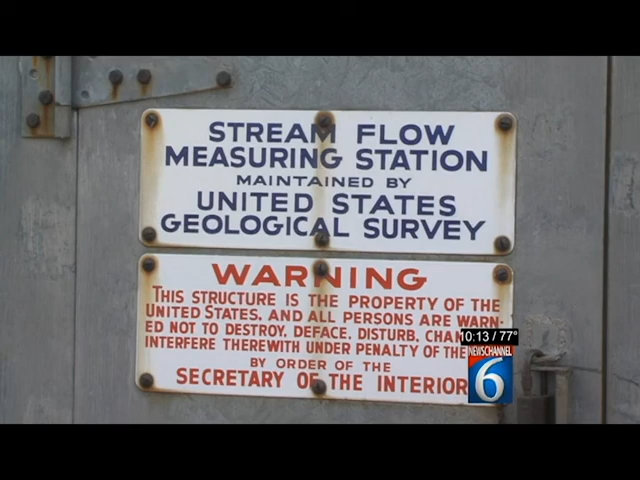 STREAM FLOW
MEASURING STATION
MAINTAINED BY
UNITED STATES
GEOLOGICAL SURVEY
WARNING
THIS STRUCTURE IS THE PROPERTY OF THE
UNITED STATES. AND ALL PERSONS ARE WARN-
ED NOT TO DESTROY. DEFACE. DISTURB.
INTERFERE THEREWITH UNDER PENALTY OF THE
BY ORDER OF THE
SECRETARY OF THE INTERIOR
10:13 / 77°
NEWSCHANNEL
6